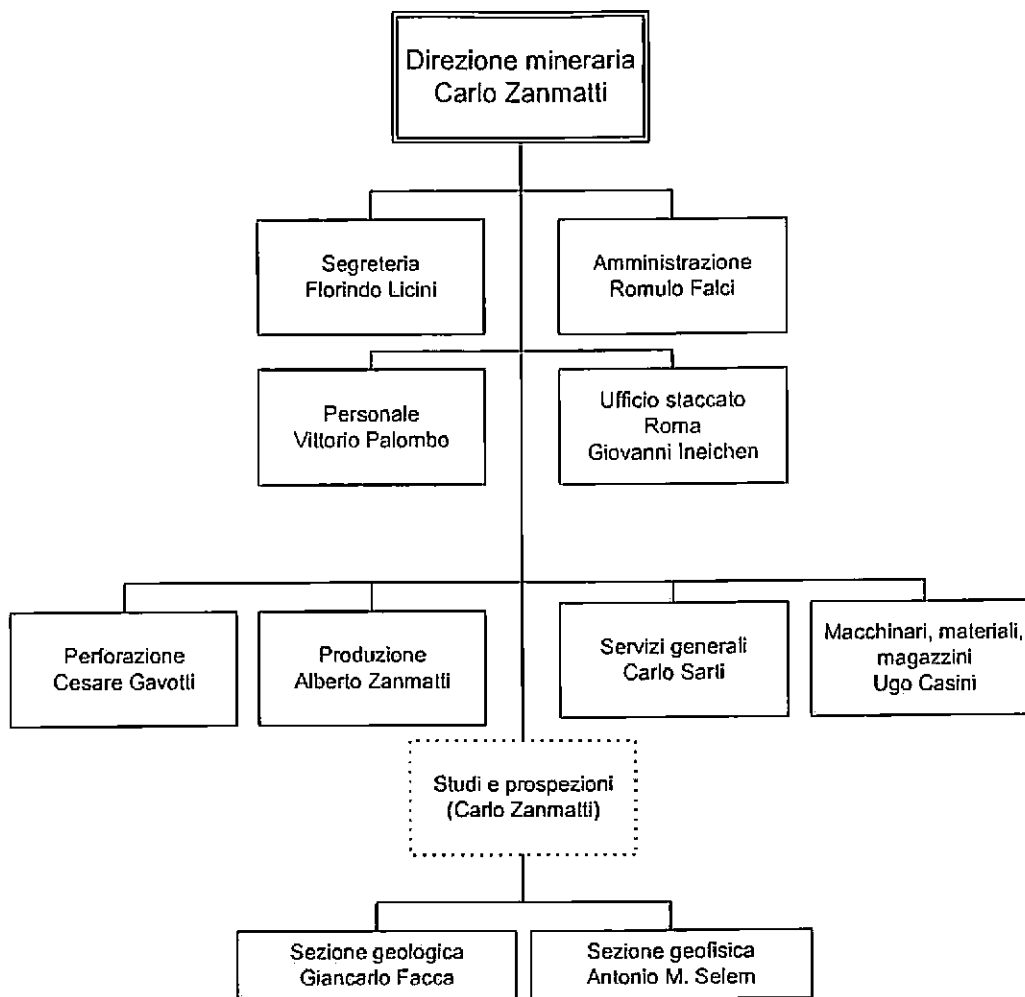 Direzione mineraria
Carlo Zanmatti
Segreteria
Florindo Licini
Amministrazione
Romulo Falci
Personale
Vittorio Palombo
Ufficio staccato
Roma
Giovanni Ineichen
Perforazione
Cesare Gavotti
Produzione
Alberto Zanmatti
Servizi generali
Carlo Sarti
Macchinari, materiali,
magazzini
Ugo Casini
Studi e prospezioni
(Carlo Zanmatti)
Sezione geologica
Giancarlo Facca
Sezione geofisica
Antonio M. Selem